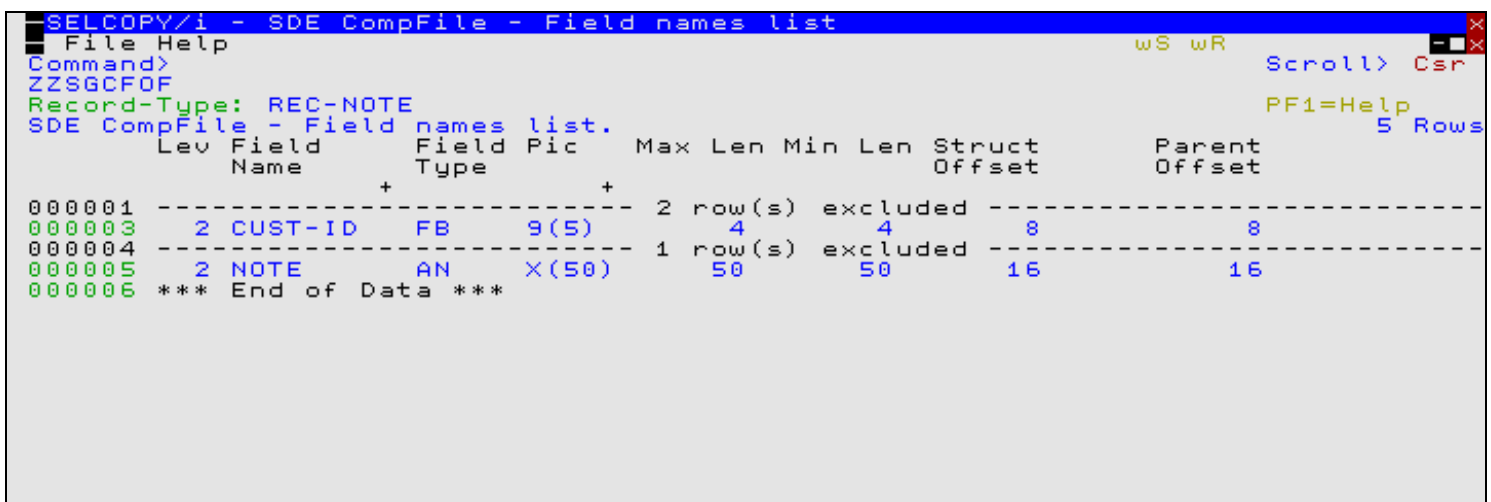 SELCOPY/i - SDE CompFile - Field names list
File Help wS wR
Command> Scroll> Csr
ZZSGCFOF
Record-Type: REC-NOTE PF1=Help
SDE CompFile - Field names list. 5 Rows
Lev Field Field Pic Max Len Min Len Struct Parent
Name Type Offset Offset
+ +
000001 -------------------------- 2 row(s) excluded ---------------------------
000003 2 CUST-ID FB 9(5) 4 4 8 8
000004 -------------------------- 1 row(s) excluded ---------------------------
000005 2 NOTE AN X(50) 50 50 16 16
000006 *** End of Data ***